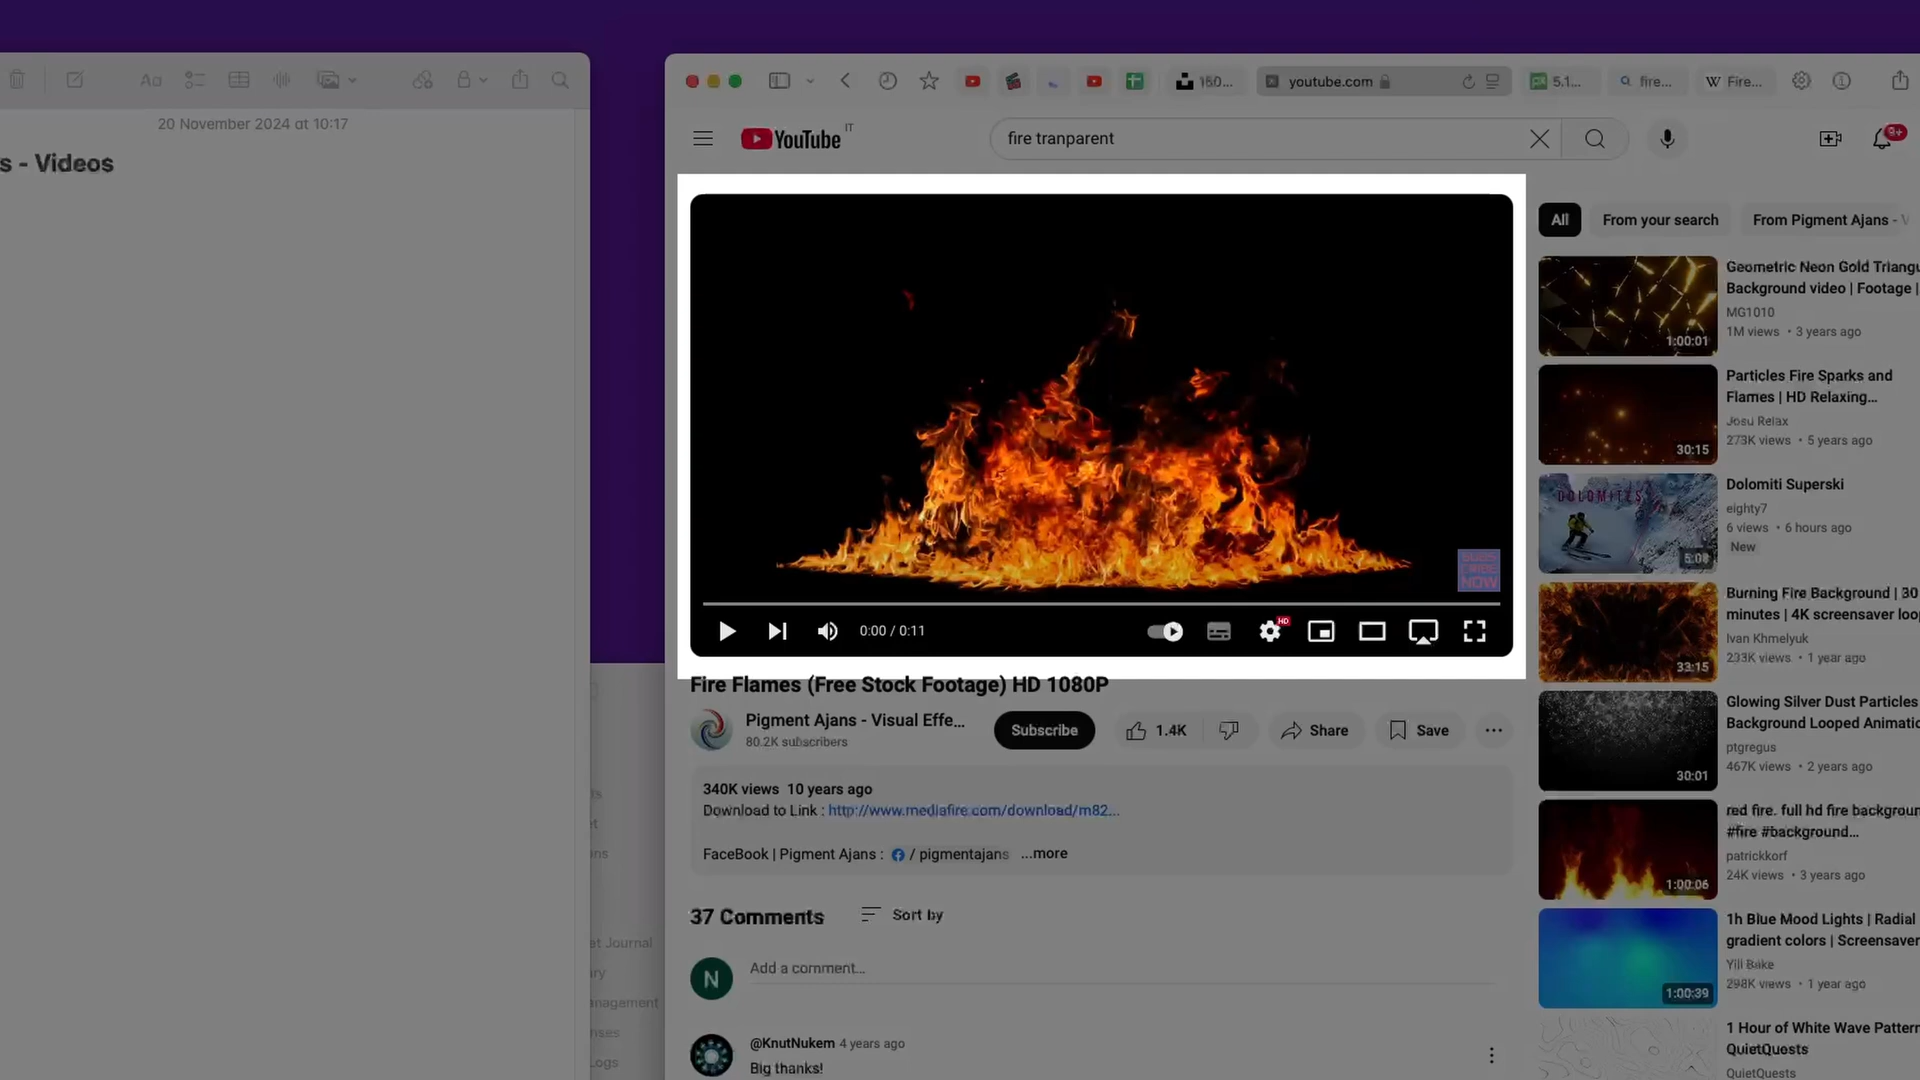 20 November 2024 at 10:17
s - Videos
youtube.com
150...
5.1...
fire...
Fire...
YouTube IT
fire tranparent
9+
SUBSCRIBE NOW
0:00 / 0:11
HD
Fire Flames (Free Stock Footage) HD 1080P
Pigment Ajans - Visual Effe...
80.2K subscribers
Subscribe
1.4K
Share
Save
340K views 10 years ago
Download to Link : http://www.mediafire.com/download/m82...
FaceBook | Pigment Ajans : / pigmentajans ...more
37 Comments
Sort by
N
Add a comment...
@KnutNukem 4 years ago
Big thanks!
All
From your search
From Pigment Ajans -
Geometric Neon Gold Triangu
Background video | Footage |
MG1010
1M views • 3 years ago
1:00:01
Particles Fire Sparks and
Flames | HD Relaxing...
Josu Relax
273K views • 5 years ago
30:15
DOLOMITES
Dolomiti Superski
eighty7
6 views • 6 hours ago
New
5:08
Burning Fire Background | 30
minutes | 4K screensaver loo
Ivan Khmelyuk
233K views • 1 year ago
33:15
Glowing Silver Dust Particles
Background Looped Animatio
ptgregus
467K views • 2 years ago
30:01
red fire. full hd fire backgroun
#fire #background...
patrickkorf
24K views • 3 years ago
1:00:06
1h Blue Mood Lights | Radial
gradient colors | Screensaver
Yili Bake
298K views • 1 year ago
1:00:39
1 Hour of White Wave Pattern
QuietQuests
QuietQuests
et Journal
ary
nagement
nses
Logs